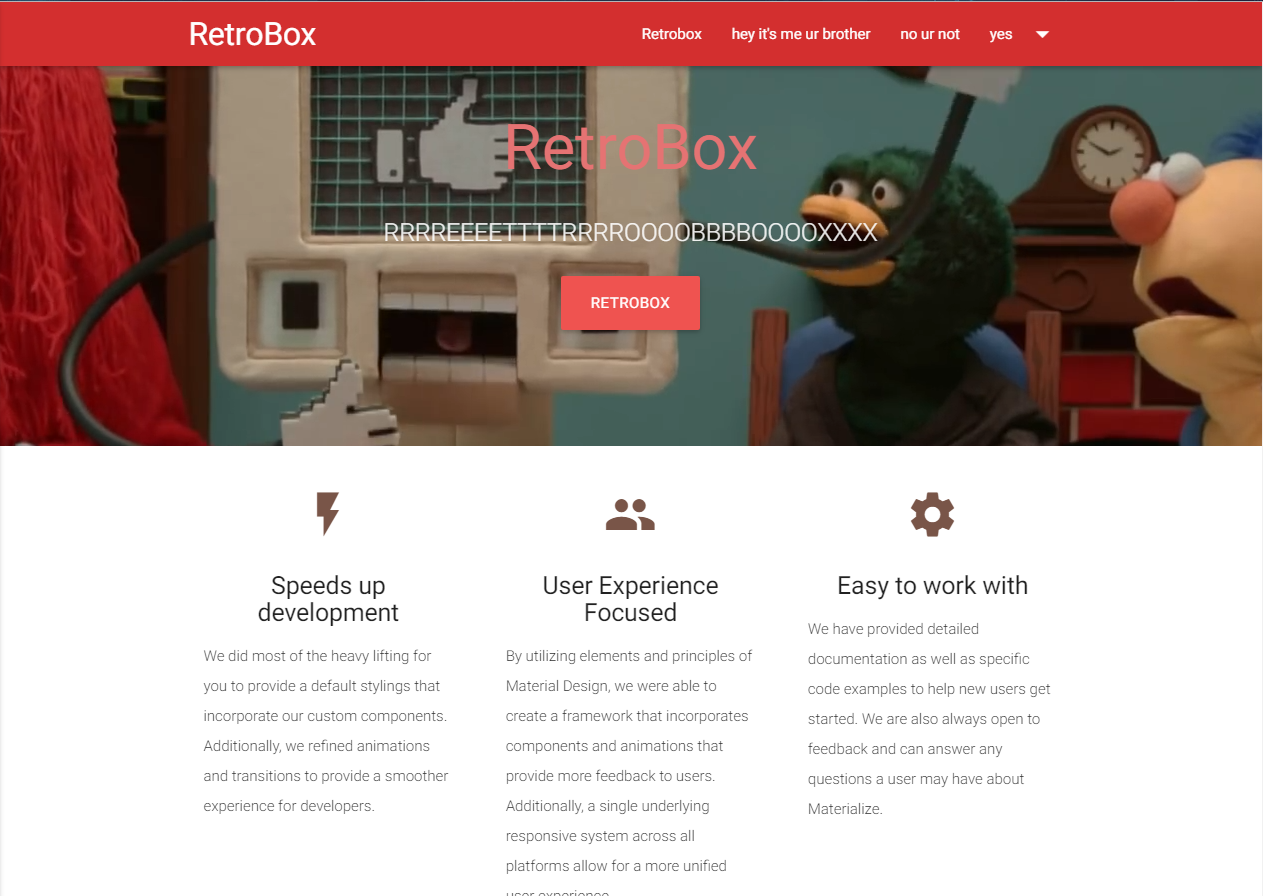 RetroBox
Retrobox hey it's me ur brother no ur not yes
RetroBox
RRRREEEETTTTRRRROOOOBBBBOOOOXXXX
RETROBOX
Speeds up
development
We did most of the heavy lifting for
you to provide a default stylings that
incorporate our custom components.
Additionally, we refined animations
and transitions to provide a smoother
experience for developers.
User Experience
Focused
By utilizing elements and principles of
Material Design, we were able to
create a framework that incorporates
components and animations that
provide more feedback to users.
Additionally, a single underlying
responsive system across all
platforms allow for a more unified
user experience
Easy to work with
We have provided detailed
documentation as well as specific
code examples to help new users get
started. We are also always open to
feedback and can answer any
questions a user may have about
Materialize.